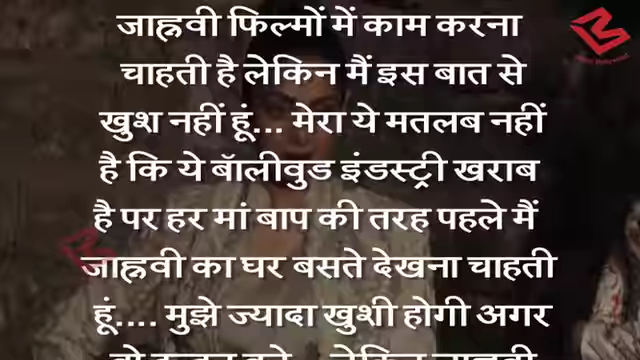 जाह्नवी फिल्मों में काम करना
चाहती है लेकिन मैं इस बात से
खुश नहीं हूं... मेरा ये मतलब नहीं
है कि ये बॉलीवुड इंडस्ट्री खराब
है पर हर मां बाप की तरह पहले मैं
जाह्नवी का घर बसते देखना चाहती
हूं.... मुझे ज्यादा खुशी होगी अगर